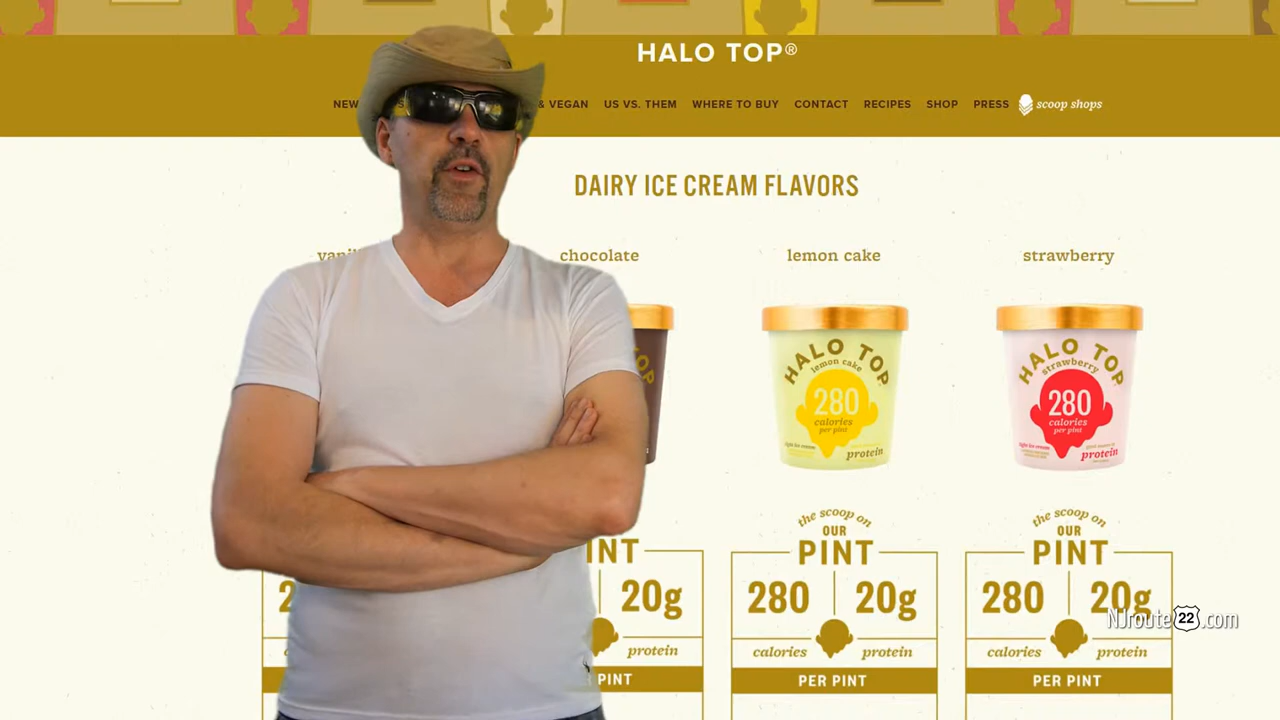 HALO TOP®
NEW
& VEGAN
US VS. THEM
WHERE TO BUY
CONTACT
RECIPES
SHOP
PRESS
scoop shops
DAIRY ICE CREAM FLAVORS
chocolate
lemon cake
strawberry
HALO TOP
lemon cake
280
calories
per pint
protein
HALO TOP
strawberry
280
calories
per pint
light ice cream
protein
the scoop on
OUR
PINT
the scoop on
OUR
PINT
20g
280
20g
280
20g
NJroute22.com
protein
calories
protein
calories
protein
PINT
PER PINT
PER PINT